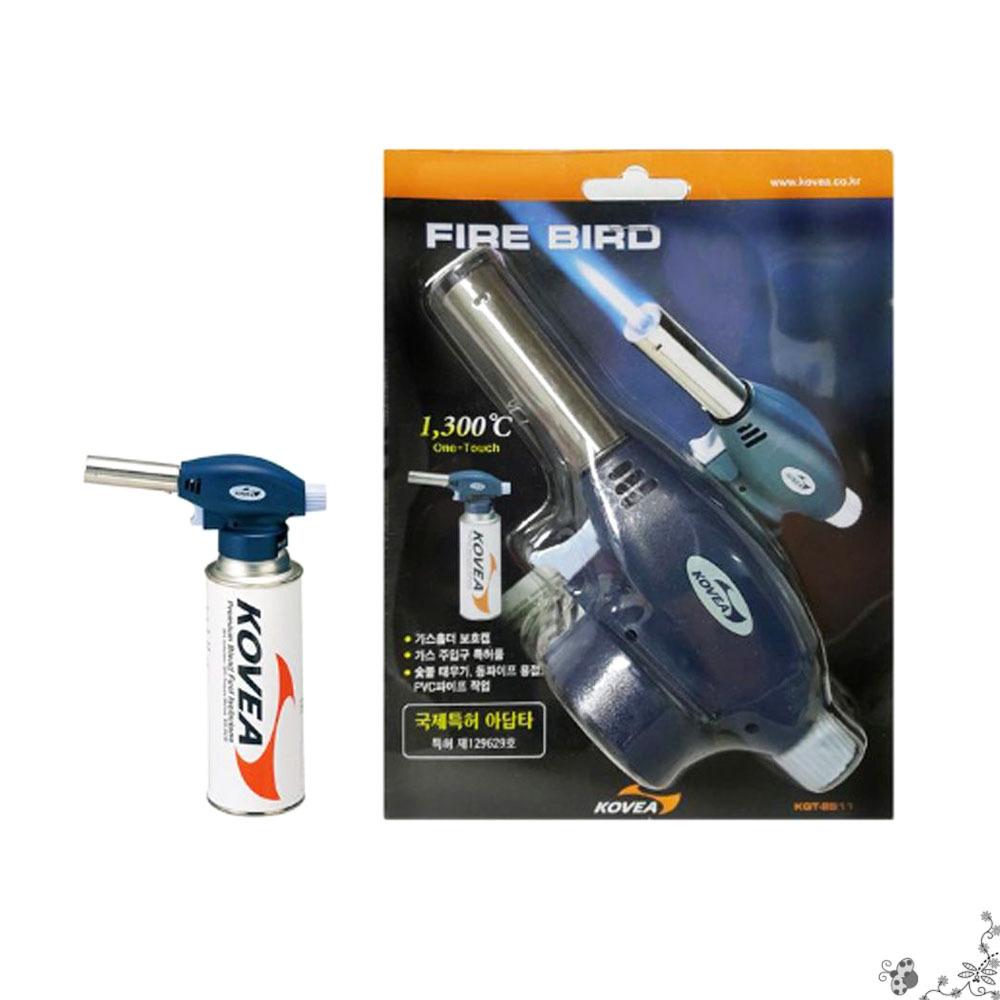 www.kovea.co.kr
FIRE BIRD
1,300℃
One-Touch
KOVEA
• 가스홀더 보호캡
• 가스 주입구 특허품
• 숯불 태우기, 동파이프 용접,
PVC파이프 작업
국제특허 아답타
특허 제129629호
KOVEA
KOVEA
KOVEA
KOVEA
Premium Blend Fuel Isobutane